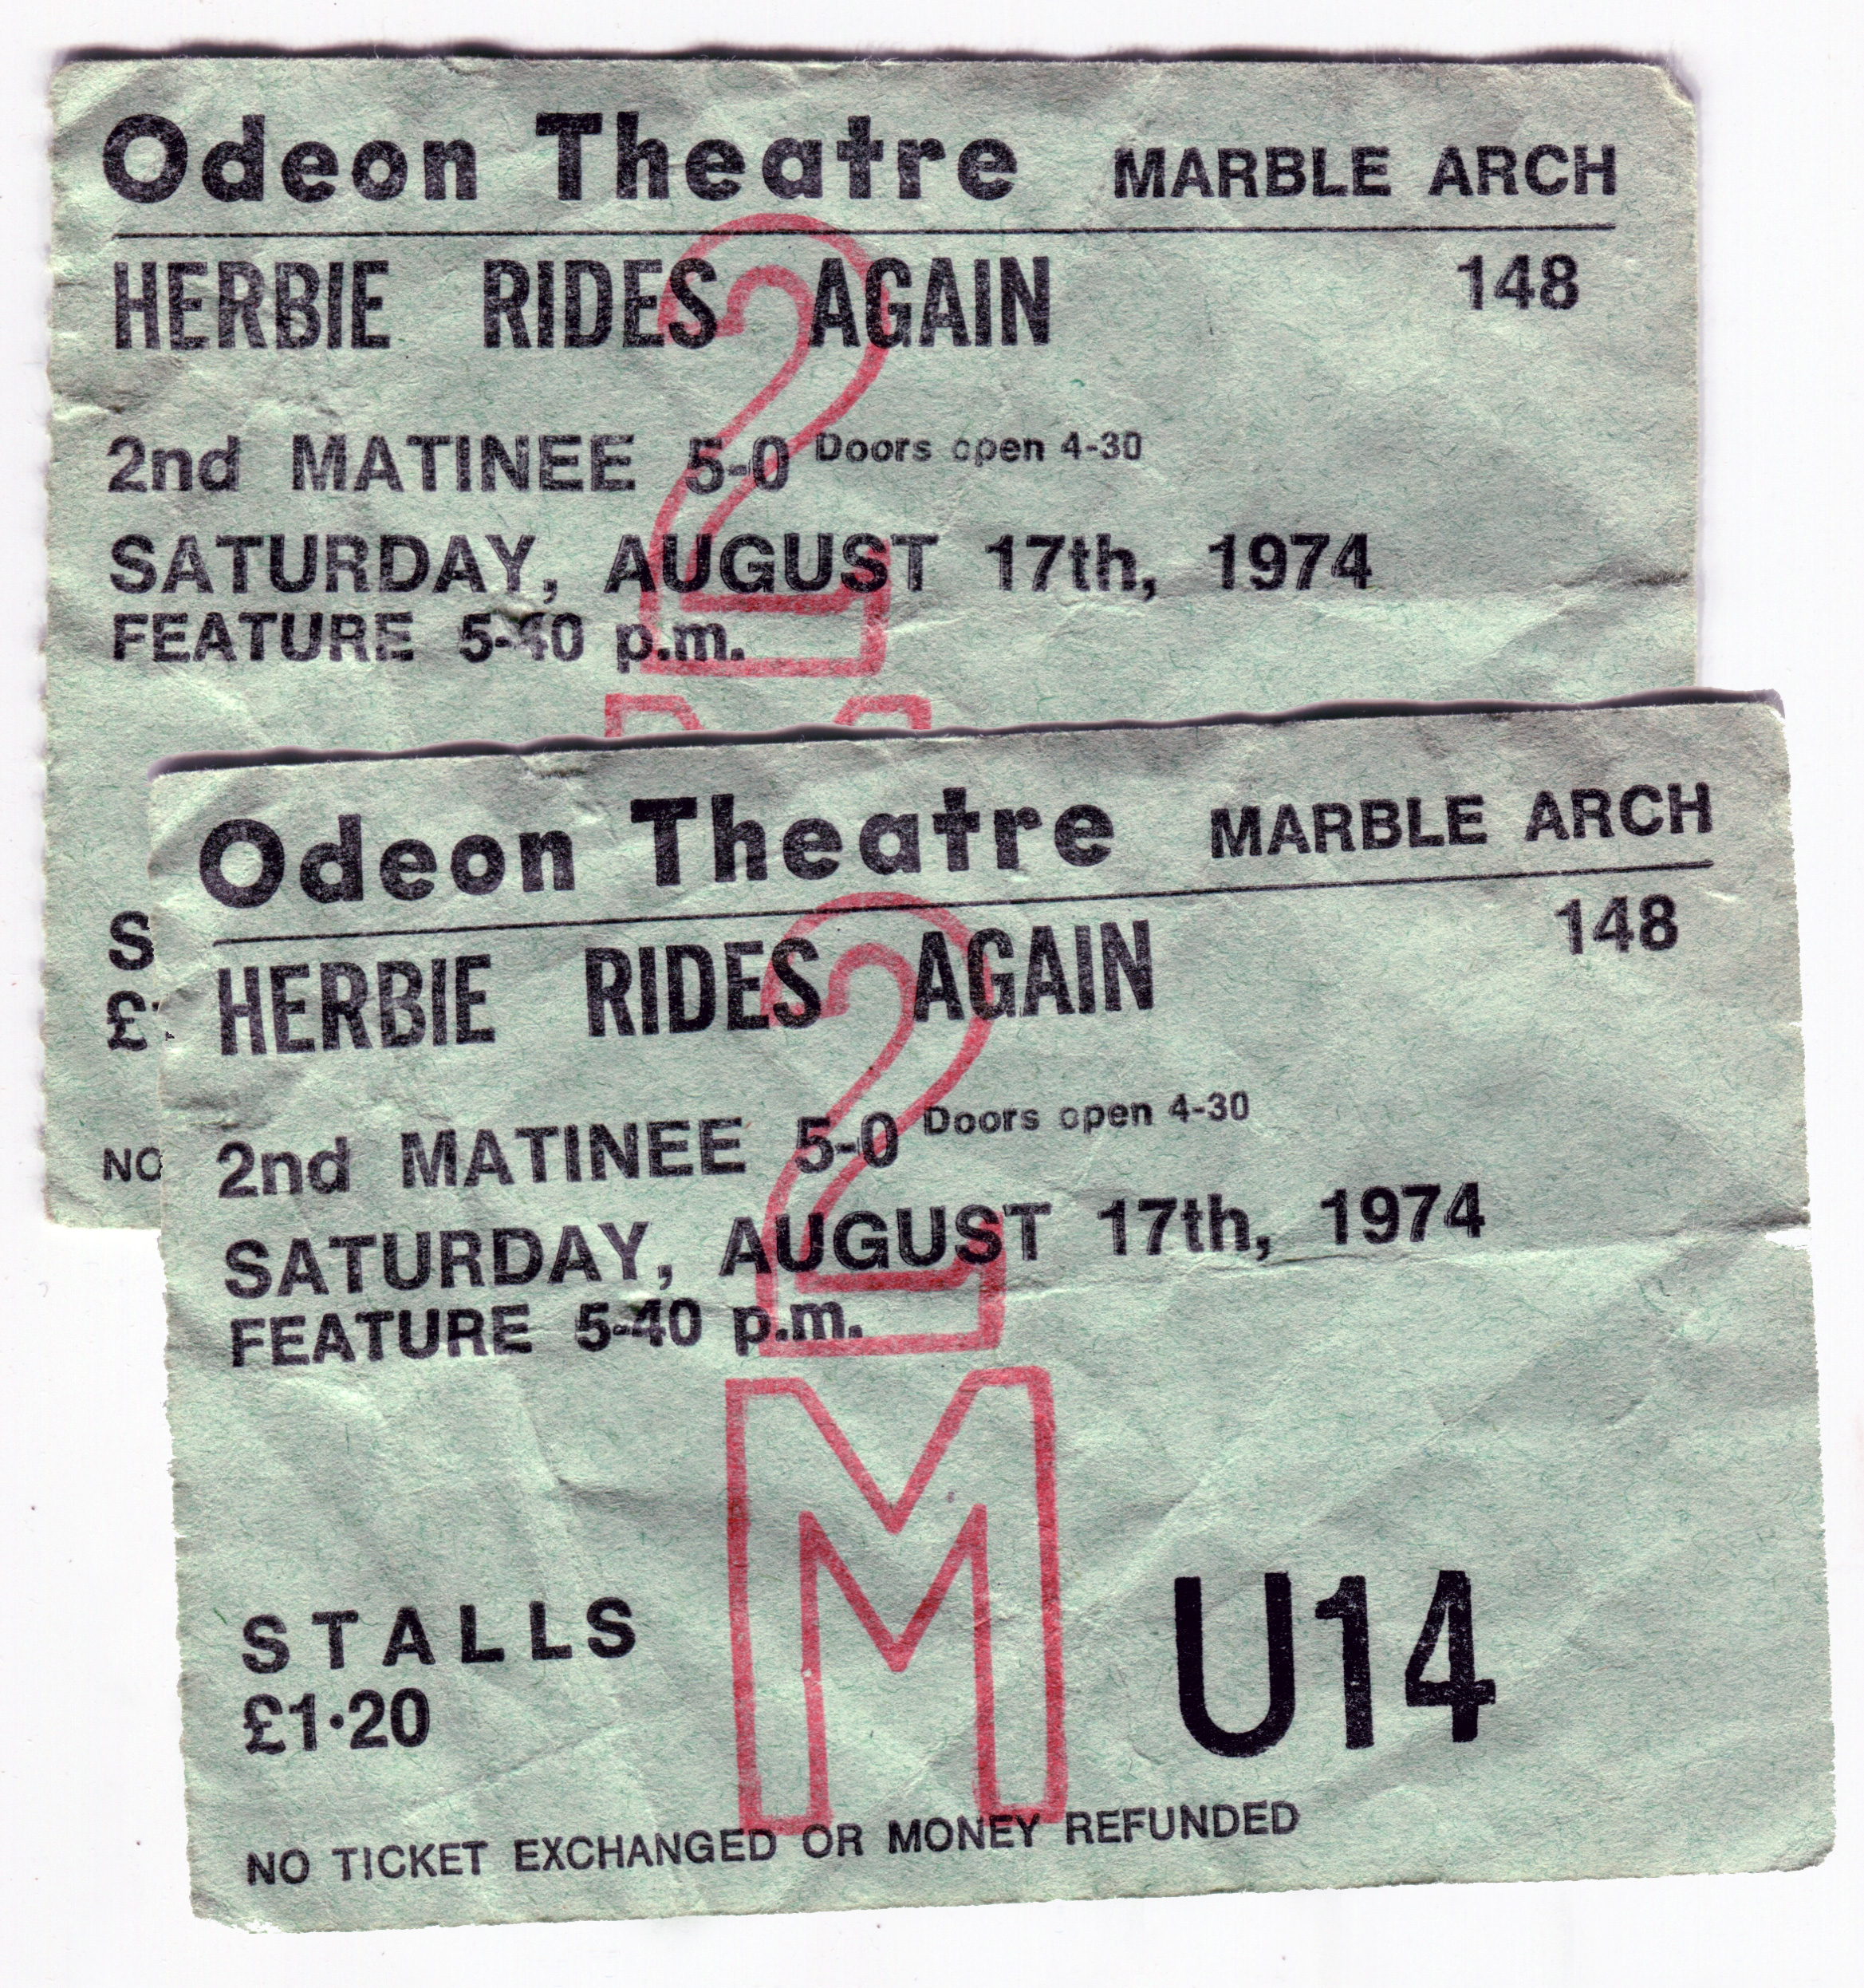 Odeon Theatre MARBLE ARCH
HERBIE RIDES AGAIN 148
2nd MATINEE 5-0 Doors open 4-30
SATURDAY, AUGUST 17th, 1974
FEATURE 5-40 p.m.
2
M
S
£
NO
Odeon Theatre MARBLE ARCH
HERBIE RIDES AGAIN 148
2nd MATINEE 5-0 Doors open 4-30
SATURDAY, AUGUST 17th, 1974
FEATURE 5-40 p.m.
2
M
STALLS
£1·20
U14
NO TICKET EXCHANGED OR MONEY REFUNDED